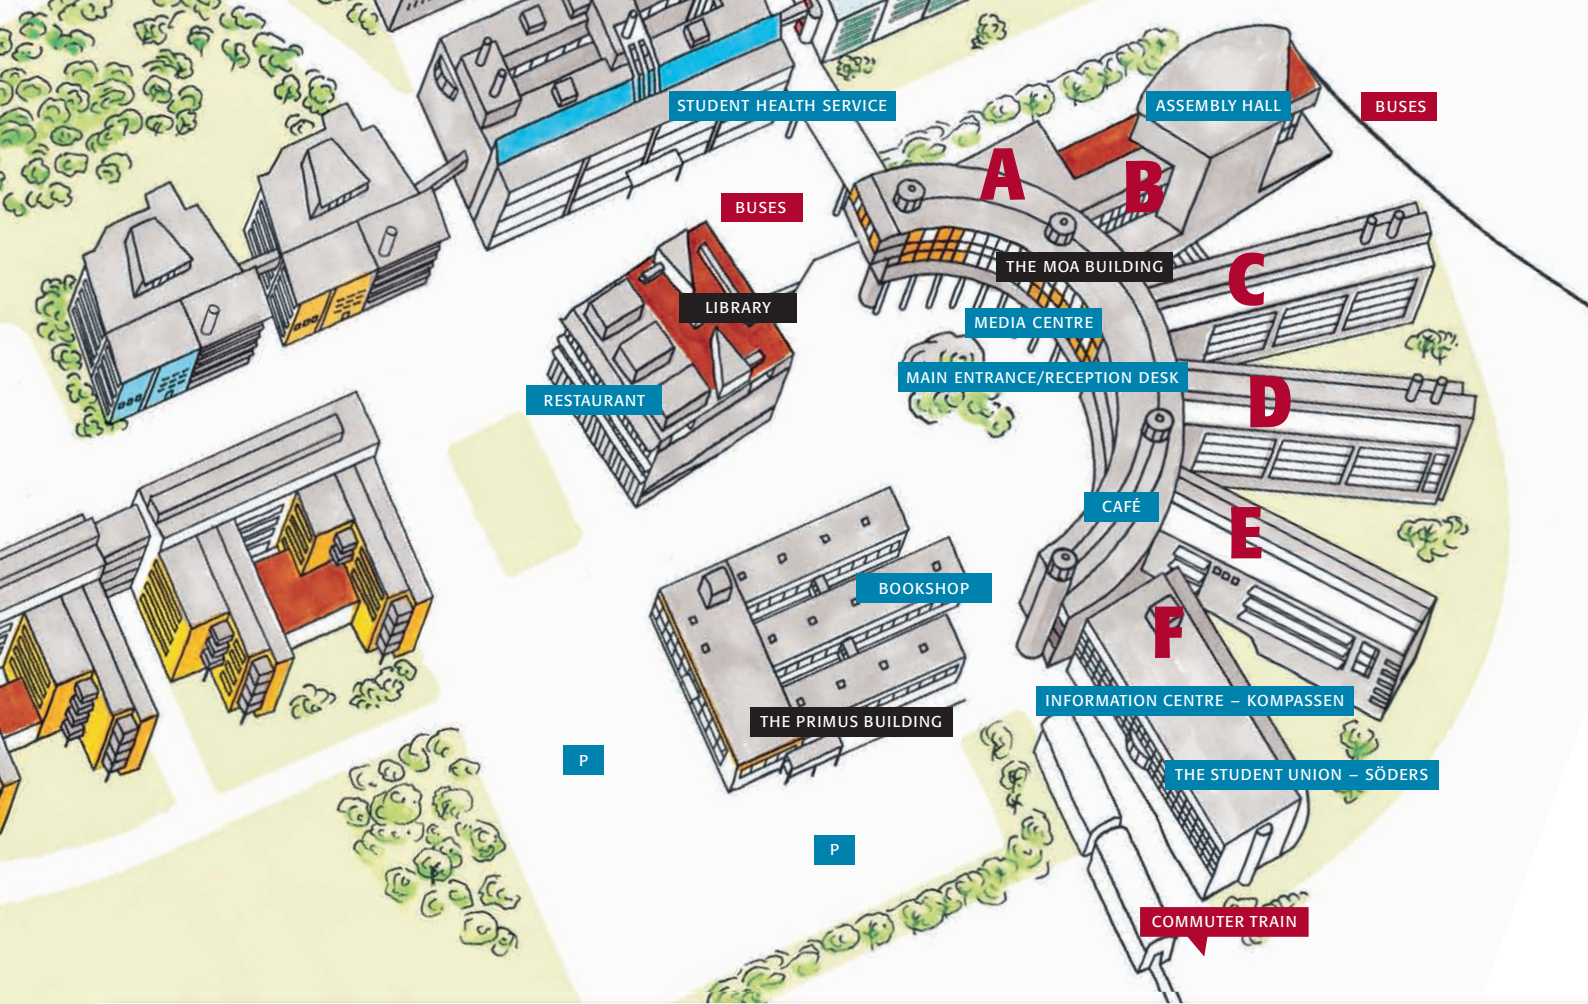 STUDENT HEALTH SERVICE
ASSEMBLY HALL
BUSES
A
B
BUSES
THE MOA BUILDING
C
LIBRARY
MEDIA CENTRE
MAIN ENTRANCE/RECEPTION DESK
RESTAURANT
D
CAFÉ
E
BOOKSHOP
F
INFORMATION CENTRE – KOMPASSEN
THE PRIMUS BUILDING
P
THE STUDENT UNION – SÖDERS
P
COMMUTER TRAIN